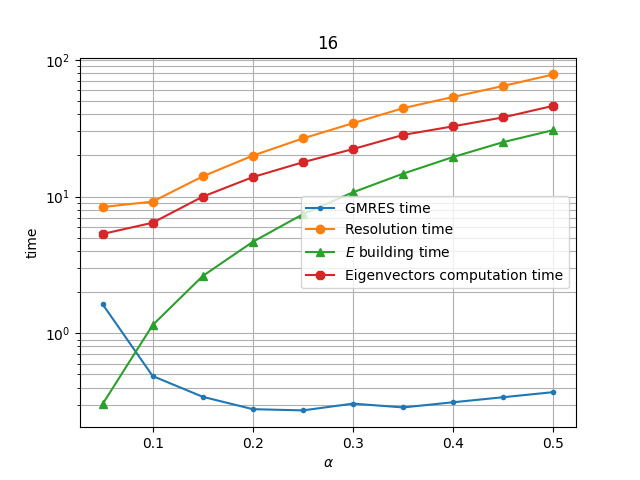 16
10²
10¹
10⁰
time
GMRES time
Resolution time
E building time
Eigenvectors computation time
0.1 0.2 0.3 0.4 0.5
α